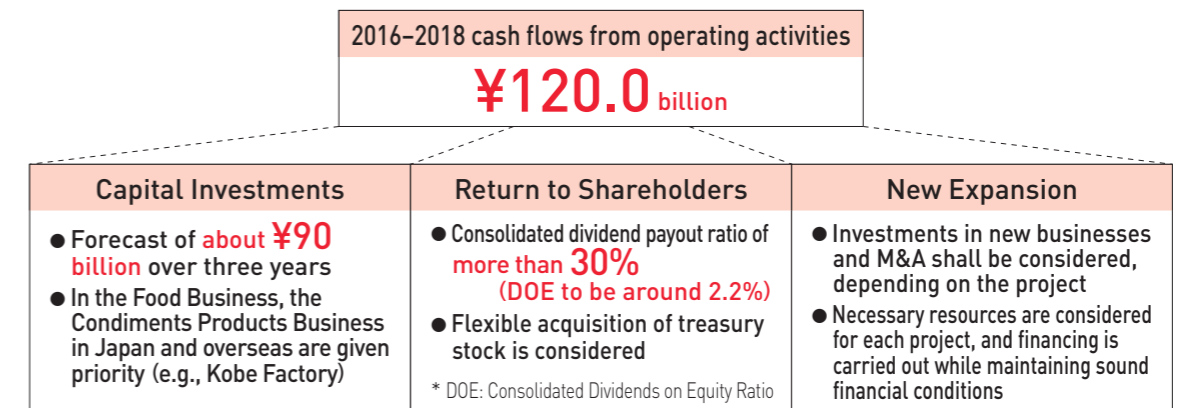 2016–2018 cash flows from operating activities
¥120.0 billion
Capital Investments
● Forecast of about ¥90
billion over three years
● In the Food Business, the
Condiments Products Business
in Japan and overseas are given
priority (e.g., Kobe Factory)
Return to Shareholders
● Consolidated dividend payout ratio of
more than 30%
(DOE to be around 2.2%)
● Flexible acquisition of treasury
stock is considered
* DOE: Consolidated Dividends on Equity Ratio
New Expansion
● Investments in new businesses
and M&A shall be considered,
depending on the project
● Necessary resources are considered
for each project, and financing is
carried out while maintaining sound
financial conditions